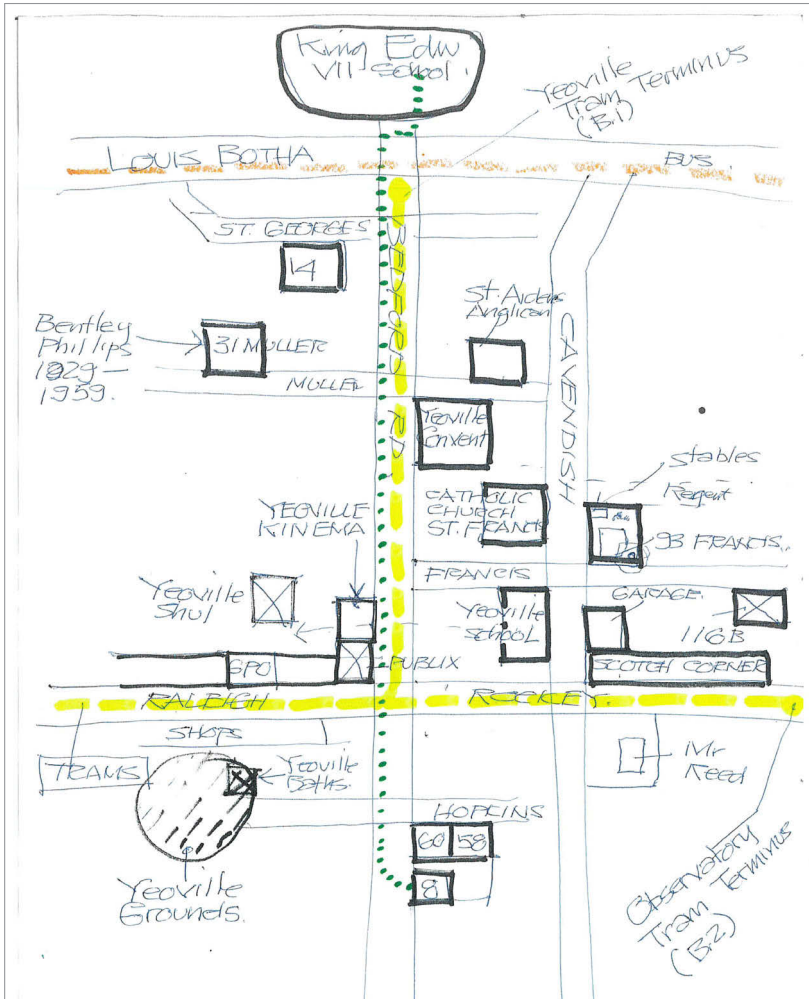 King Edw
VII School.
Yeoville
Tram Terminus
(B.1)
LOUIS BOTHA
BUS
ST. GEORGES
14
BEDFORD RD
St. Aidens
Anglican
CAVENDISH
Bentley
Phillips
1929 –
1959.
31 MULLER
MULLER
Yeoville
Convent
stables
Regent
YEOVILLE
KINEMA
CATHOLIC
CHURCH
ST. FRANCIS
93 FRANCIS.
FRANCIS
Yeoville
Shul
Yeoville
school
GARAGE
116B
GPO
PUBLIX
SCOTCH CORNER
RALEIGH
ROCKEY.
SHOPS
TRAMS
Yeoville
Baths.
Mr
Reed
HOPKINS
60
58
8
Yeoville
Grounds.
Observatory
Tram Terminus
(B.2)